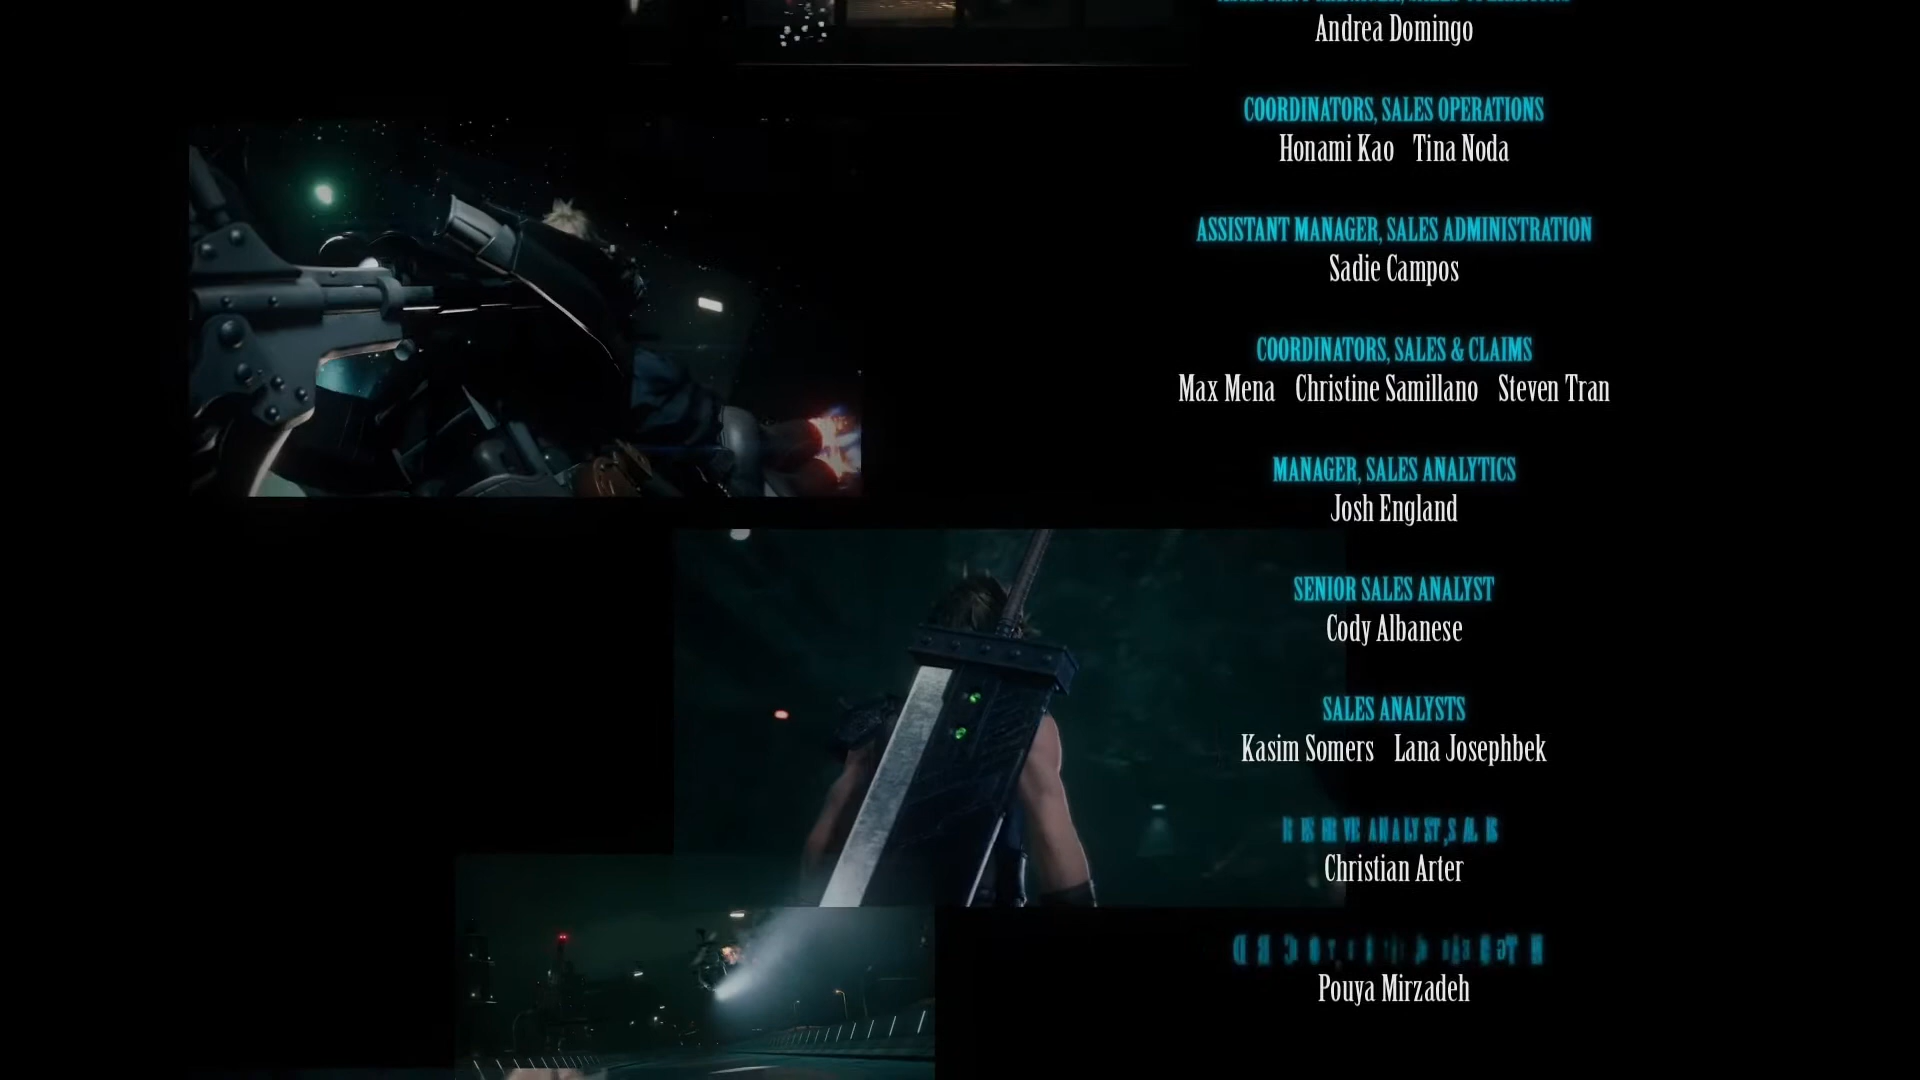 Andrea Domingo
COORDINATORS, SALES OPERATIONS
Honami Kao Tina Noda
ASSISTANT MANAGER, SALES ADMINISTRATION
Sadie Campos
COORDINATORS, SALES & CLAIMS
Max Mena Christine Samillano Steven Tran
MANAGER, SALES ANALYTICS
Josh England
SENIOR SALES ANALYST
Cody Albanese
SALES ANALYSTS
Kasim Somers Lana Josephbek
Christian Arter
Pouya Mirzadeh